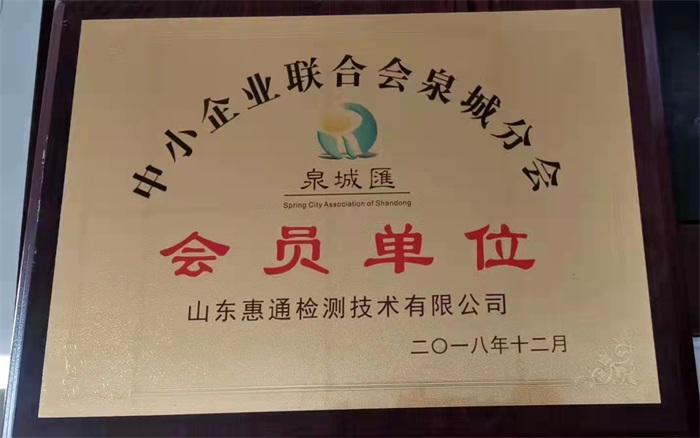 中小企业联合会泉城分会
泉城匯
Spring City Association of Shandong
会员单位
山东惠通检测技术有限公司
二〇一八年十二月